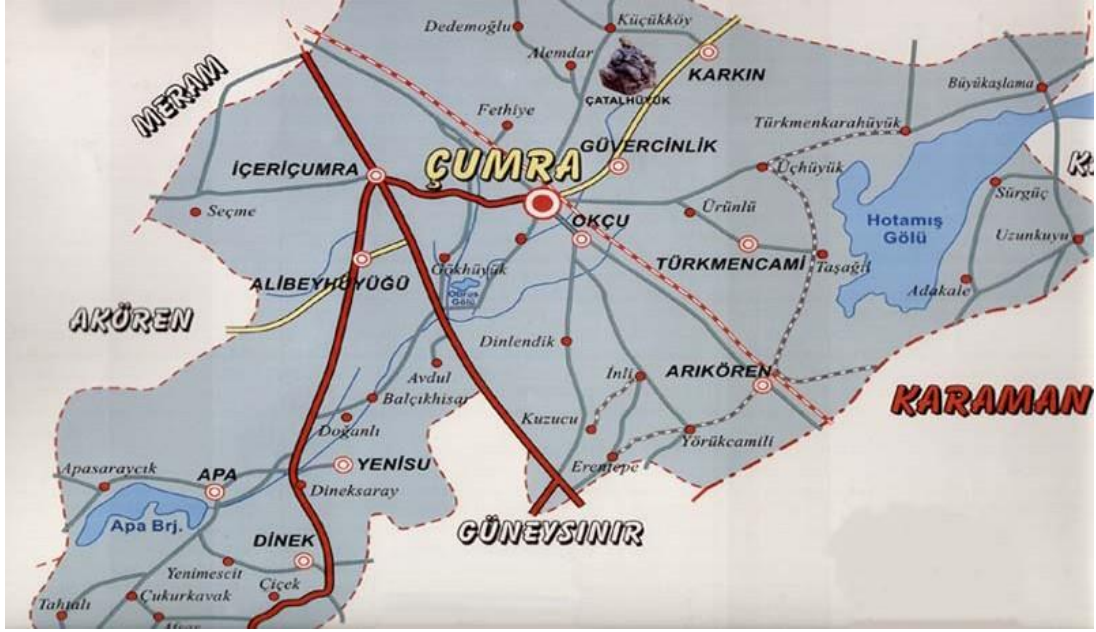 Dedemoğlu
Küçükköy
Alemdar
KARKIN
ÇATALHÜYÜK
Büyükaşlama
MERAM
Fethiye
Türkmenkarahüyük
GÜVERCİNLİK
İÇERİÇUMRA
ÇUMRA
Üçhüyük
Sürgüç
Seçme
Ürünlü
OKÇU
Hotamış
Gölü
Uzunkuyu
TÜRKMENCAMİ
Taşağıl
Gökhüyük
ALİBEYHÜYÜĞÜ
Gölü
Adakale
AKÖREN
Dinlendik
Avdul
İnli
ARIKÖREN
Balçıkhisar
KARAMAN
Doğanlı
Kuzucu
Yörükcamili
Erentepe
Apasaraycık
APA
YENİSU
Dineksaray
Apa Brj.
GÜNEYSINIR
DİNEK
Yenimescit
Çiçek
Çukurkavak
Tahtalı